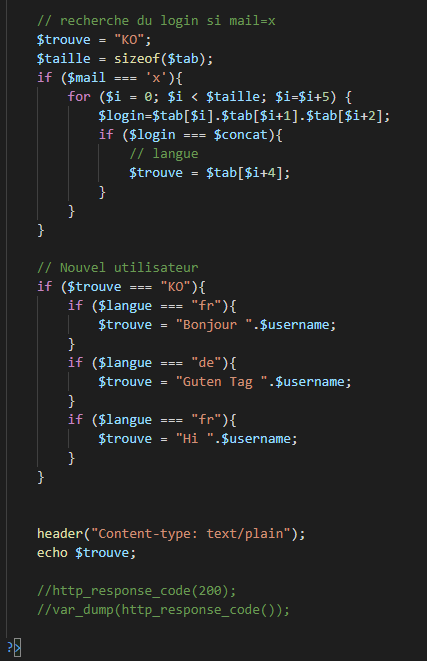 // recherche du login si mail=x
$trouve = "KO";
$taille = sizeof($tab);
if ($mail === 'x'){
for ($i = 0; $i < $taille; $i=$i+5) {
$login=$tab[$i].$tab[$i+1].$tab[$i+2];
if ($login === $concat){
// langue
$trouve = $tab[$i+4];
}
}
}
// Nouvel utilisateur
if ($trouve === "KO"){
if ($langue === "fr"){
$trouve = "Bonjour ".$username;
}
if ($langue === "de"){
$trouve = "Guten Tag ".$username;
}
if ($langue === "fr"){
$trouve = "Hi ".$username;
}
}
header("Content-type: text/plain");
echo $trouve;
//http_response_code(200);
//var_dump(http_response_code());
?>